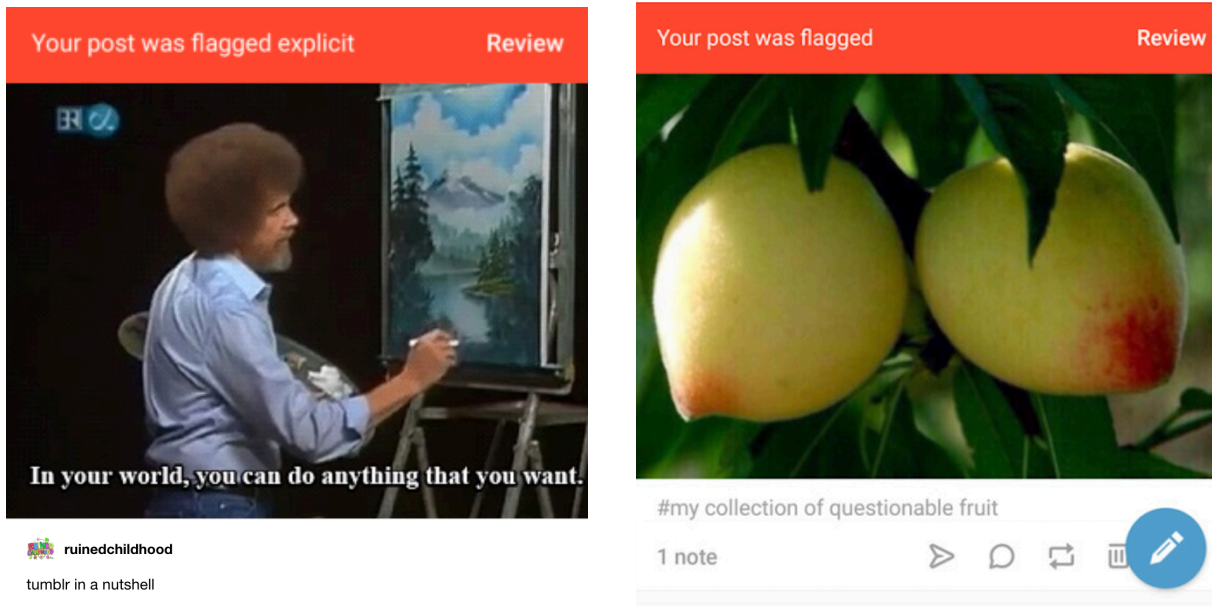 Your post was flagged explicit
Review
BR
In your world, you can do anything that you want.
ruinedchildhood
tumblr in a nutshell
Your post was flagged
Review
#my collection of questionable fruit
1 note